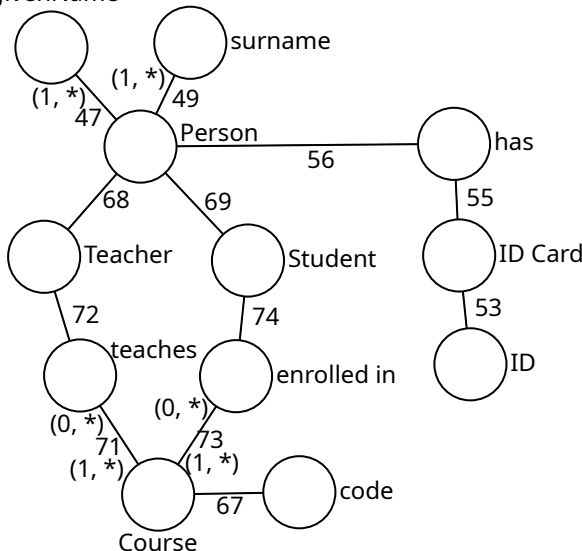 surname
(1, *)
(1, *)
49
47
Person
has
56
68
69
55
Teacher
Student
ID Card
53
72
74
teaches
enrolled in
ID
(0, *)
(0, *)
71
73
(1, *)
(1, *)
67
code
Course